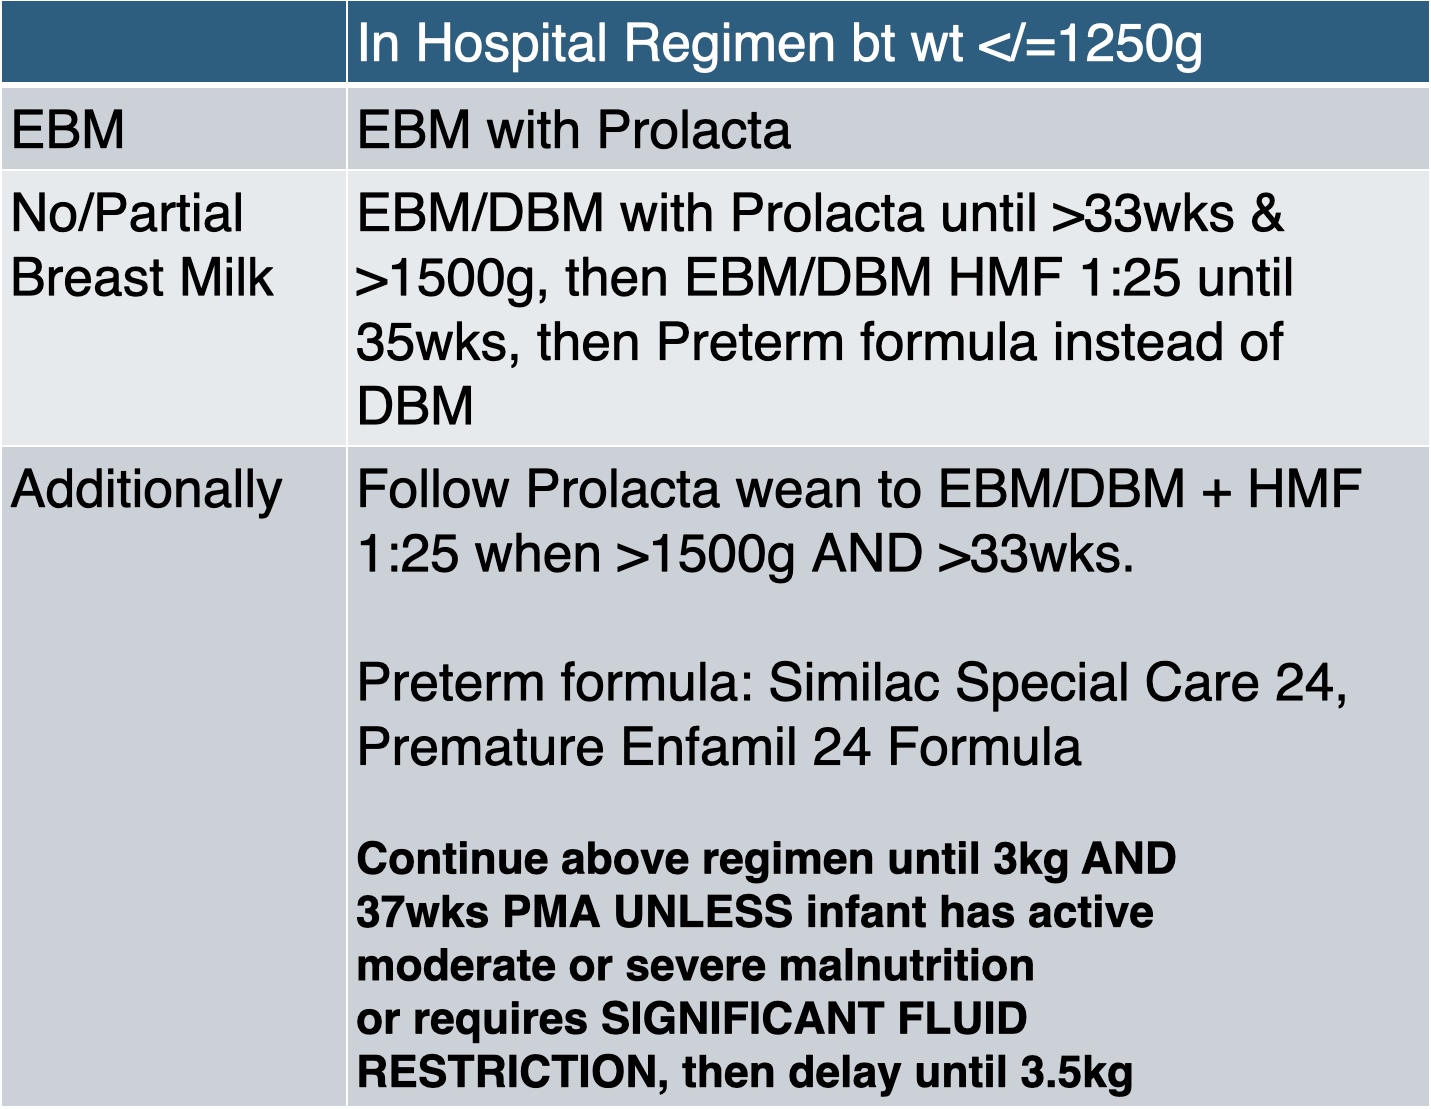 In Hospital Regimen bt wt </=1250g
EBM
EBM with Prolacta
No/Partial
Breast Milk
EBM/DBM with Prolacta until >33wks &
>1500g, then EBM/DBM HMF 1:25 until
35wks, then Preterm formula instead of
DBM
Additionally
Follow Prolacta wean to EBM/DBM + HMF
1:25 when >1500g AND >33wks.
Preterm formula: Similac Special Care 24,
Premature Enfamil 24 Formula
Continue above regimen until 3kg AND
37wks PMA UNLESS infant has active
moderate or severe malnutrition
or requires SIGNIFICANT FLUID
RESTRICTION, then delay until 3.5kg